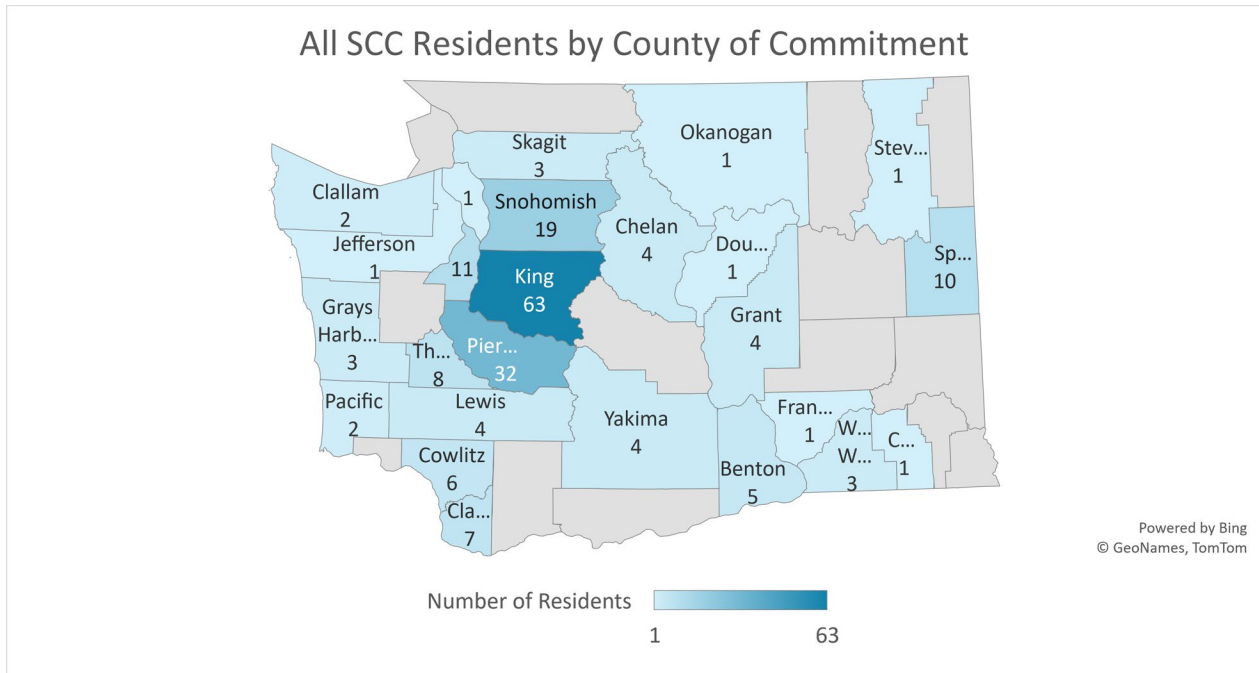 All SCC Residents by County of Commitment
Okanogan
1
Skagit
3
Stev...
1
Clallam
2
1
Snohomish
19
Chelan
4
Jefferson
1
Dou...
1
11
King
63
Sp...
10
Grays
Harb...
3
Grant
4
Th...
8
Pier...
32
Pacific
2
Lewis
4
Yakima
4
Fran...
1
W...
W...
3
C...
1
Cowlitz
6
Benton
5
Cla...
7
Powered by Bing
© GeoNames, TomTom
Number of Residents
1
63